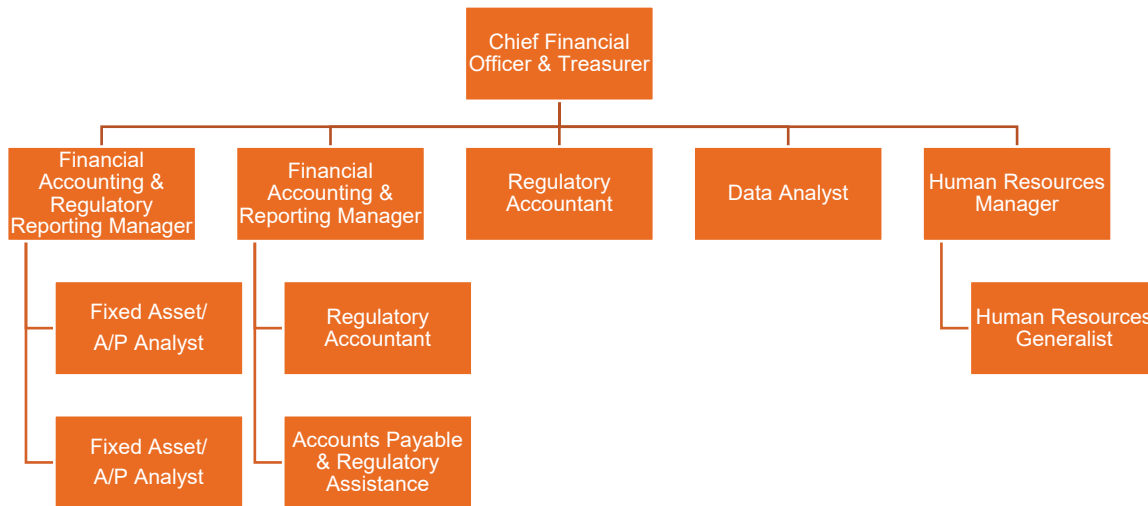 Chief Financial
Officer & Treasurer
Financial
Accounting &
Regulatory
Reporting Manager
Financial
Accounting &
Reporting Manager
Regulatory
Accountant
Data Analyst
Human Resources
Manager
Fixed Asset/
A/P Analyst
Regulatory
Accountant
Human Resources
Generalist
Fixed Asset/
A/P Analyst
Accounts Payable
& Regulatory
Assistance